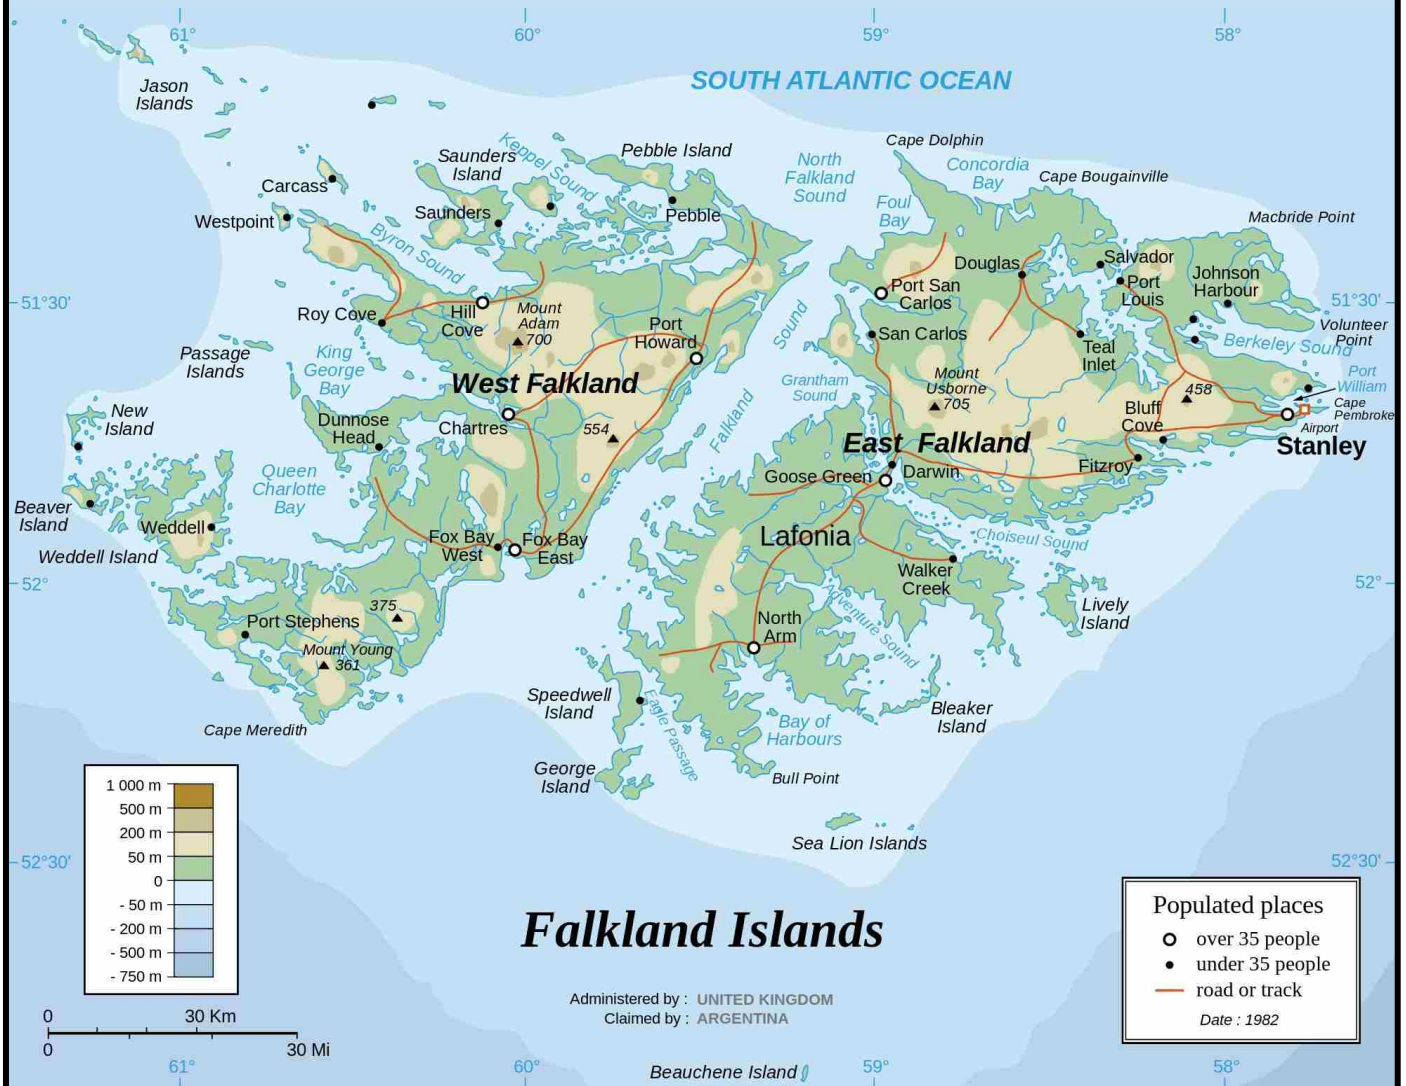 61°
60°
59°
58°
SOUTH ATLANTIC OCEAN
Jason
Islands
Cape Dolphin
Keppel Sound
Saunders
Island
Pebble Island
North
Falkland
Sound
Concordia
Bay
Cape Bougainville
Carcass
Westpoint
Saunders
Pebble
Foul
Bay
Macbride Point
Byron Sound
Douglas
Salvador
Port
Louis
Johnson
Harbour
Port San
Carlos
51°30'
51°30'
Roy Cove
Hill
Cove
Mount
Adam
700
Port
Howard
Sound
San Carlos
Teal
Inlet
Volunteer
Point
Berkeley Sound
Passage
Islands
King
George
Bay
West Falkland
Grantham
Sound
Mount
Usborne
705
458
Port
William
Cape
Pembroke
Airport
New
Island
Dunnose
Head
Chartres
554
Falkland
Bluff
Cove
East Falkland
Stanley
Queen
Charlotte
Bay
Goose Green
Darwin
Fitzroy
Beaver
Island
Weddell
Weddell Island
Fox Bay
West
Fox Bay
East
Lafonia
Choiseul Sound
Walker
Creek
52°
52°
Port Stephens
375
Mount Young
361
North
Arm
Adventure Sound
Lively
Island
Cape Meredith
Speedwell
Island
Eagle Passage
Bay of
Harbours
Bleaker
Island
George
Island
Bull Point
Sea Lion Islands
52°30'
52°30'
1 000 m
500 m
200 m
50 m
0
- 50 m
- 200 m
- 500 m
- 750 m
Falkland Islands
Administered by : UNITED KINGDOM
Claimed by : ARGENTINA
Populated places
over 35 people
under 35 people
road or track
Date : 1982
0 30 Km
0 30 Mi
Beauchene Island
61°
60°
59°
58°